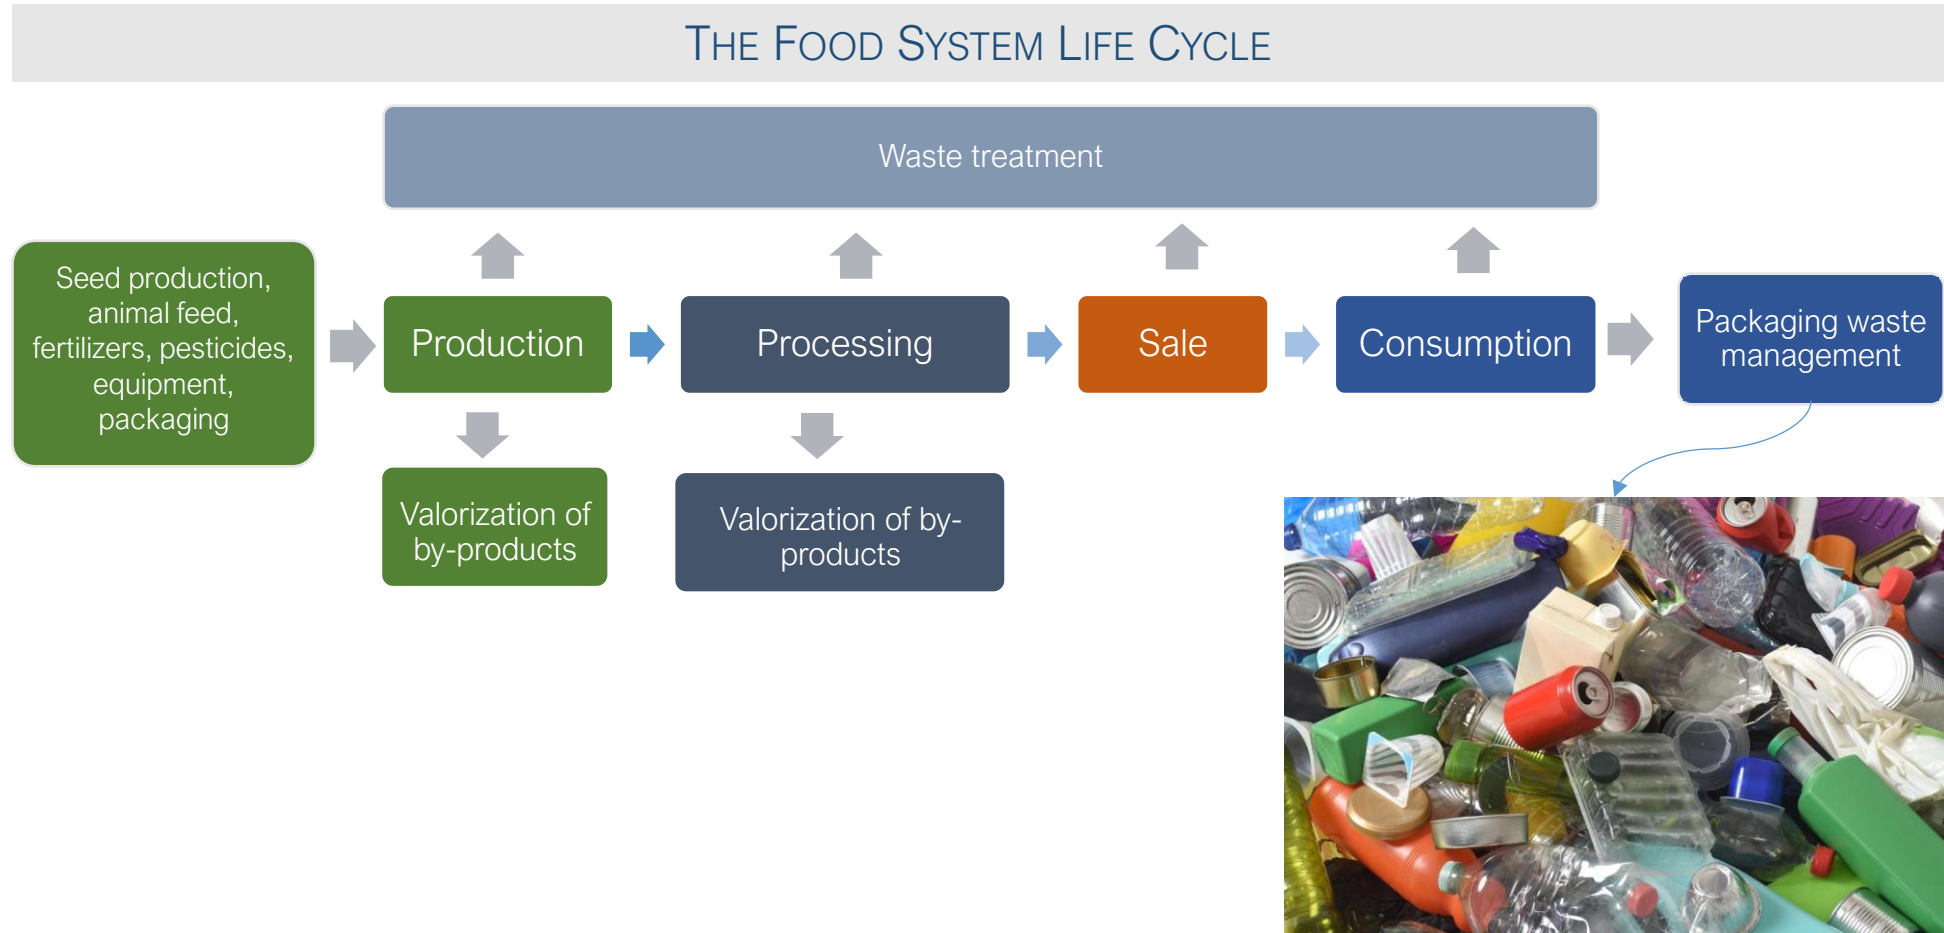 THE FOOD SYSTEM LIFE CYCLE
Waste treatment
Seed production,
animal feed,
fertilizers, pesticides,
equipment,
packaging
Production
Processing
Sale
Consumption
Packaging waste
management
Valorization of
by-products
Valorization of by-
products